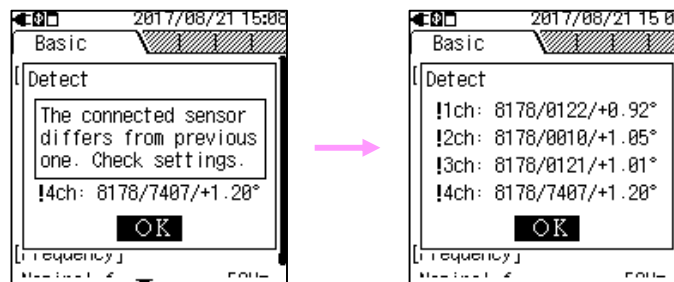 2017/08/21 15:08
Basic
Detect
The connected sensor
differs from previous
one. Check settings.
!4ch: 8178/7407/+1.20°
OK
[Frequency]
2017/08/21 15
Basic
Detect
!1ch: 8178/0122/+0.92°
!2ch: 8178/0010/+1.05°
!3ch: 8178/0121/+1.01°
!4ch: 8178/7407/+1.20°
OK
[Frequency]